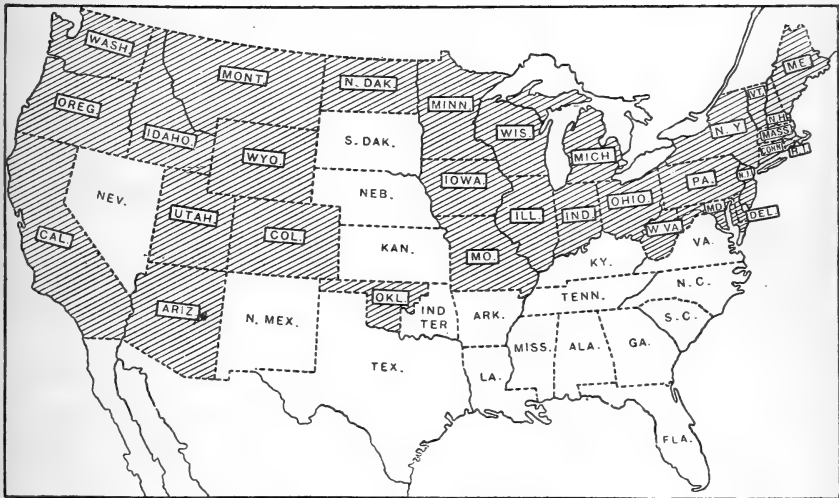 WASH
MONT.
N. DAK.
MINN.
ME.
OREG
IDAHO.
WYO.
S. DAK.
WIS.
MICH
N. Y.
VT.
N.H.
MASS
CONN.
R I
NEV.
UTAH
COL.
NEB.
IOWA
ILL.
IND.
OHIO.
PA.
N.J.
MD.
DEL.
CAL.
KAN.
MO.
W VA.
VA.
KY.
ARIZ.
N. MEX.
OKL.
IND
TER
ARK.
TENN.
N. C.
S. C.
TEX.
LA.
MISS.
ALA.
GA.
FLA.